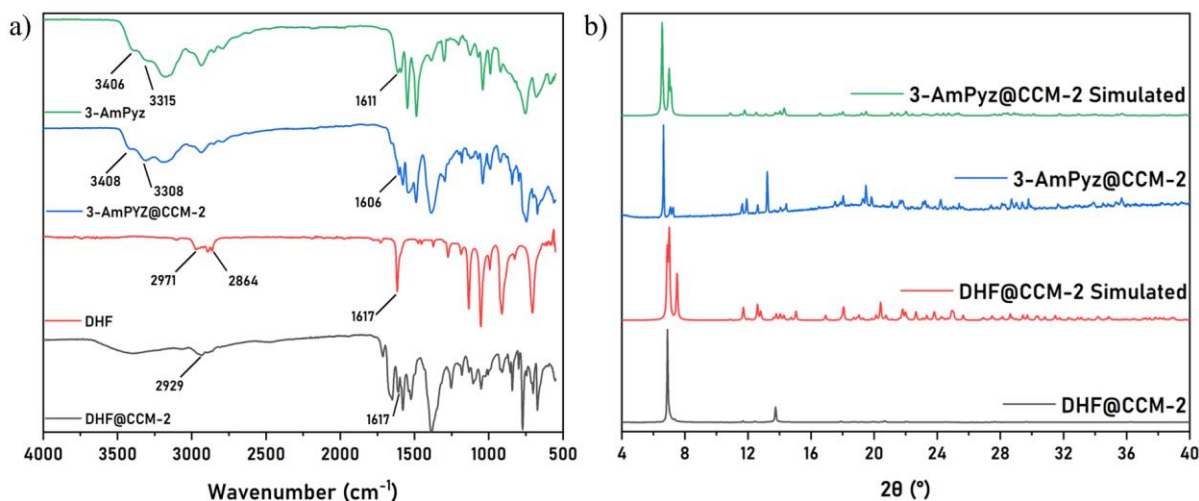 a)
3406
3315
1611
3-AmPyz
3408
3308
1606
3-AmPYZ@CCM-2
2971
2864
1617
DHF
2929
1617
DHF@CCM-2
4000 3500 3000 2500 2000 1500 1000 500
Wavenumber (cm⁻¹)
b)
3-AmPyz@CCM-2 Simulated
3-AmPyz@CCM-2
DHF@CCM-2 Simulated
DHF@CCM-2
4 8 12 16 20 24 28 32 36 40
2θ (°)